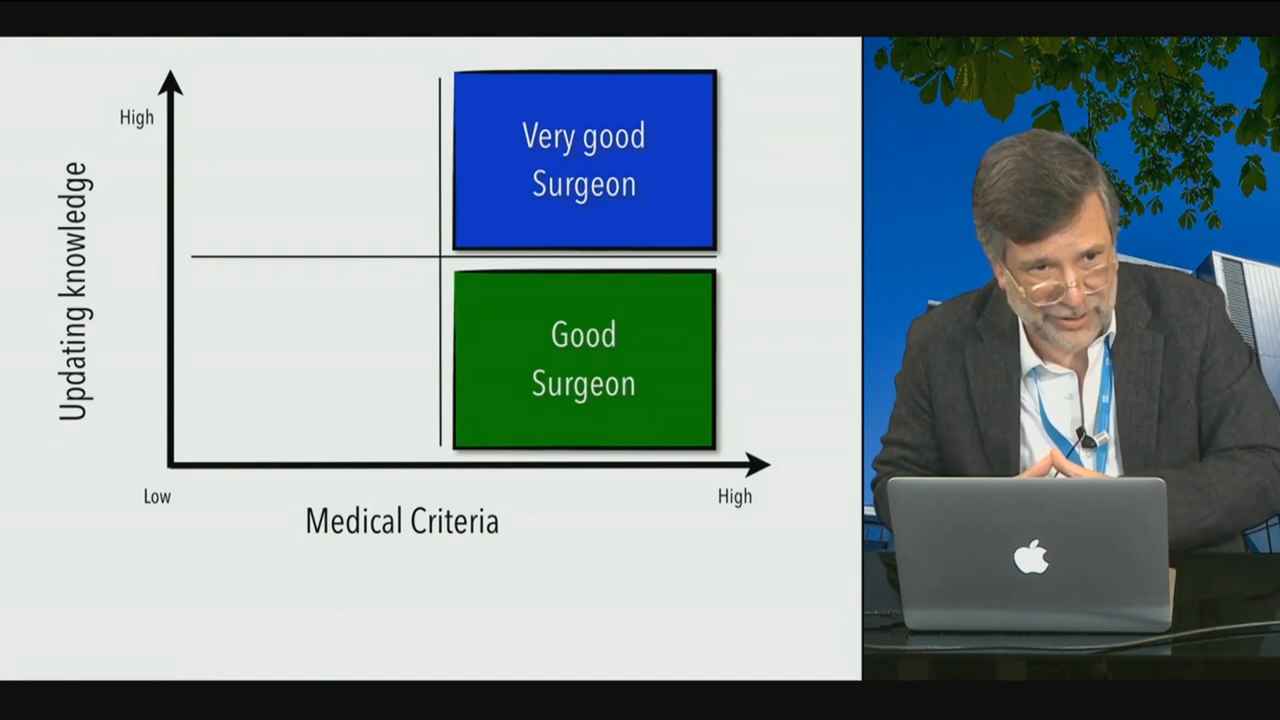 High
Updating knowledge
Very good
Surgeon
Good
Surgeon
Low
High
Medical Criteria